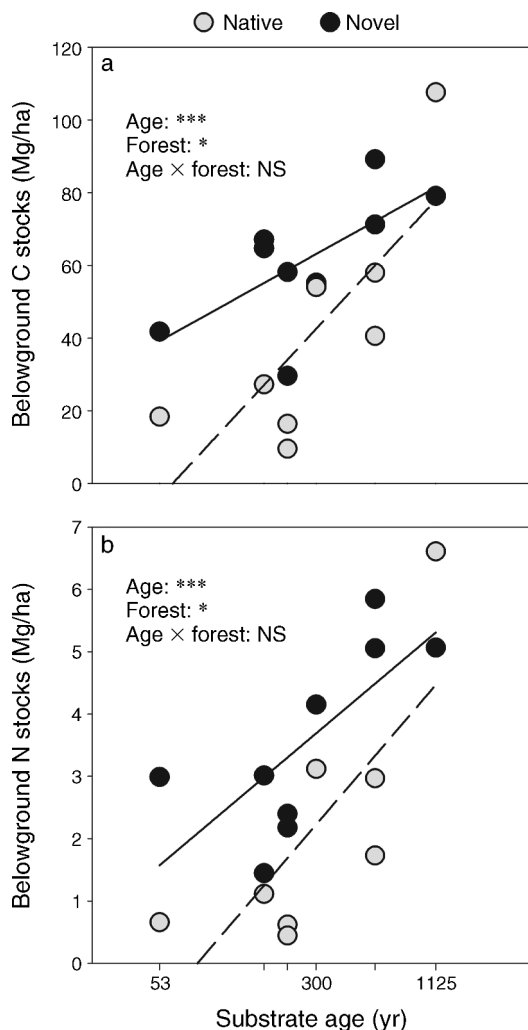 Native Novel
120
100
80
60
40
20
0
Belowground C stocks (Mg/ha)
a
Age: ***
Forest: *
Age × forest: NS
7
6
5
4
3
2
1
0
Belowground N stocks (Mg/ha)
b
Age: ***
Forest: *
Age × forest: NS
53 300 1125
Substrate age (yr)